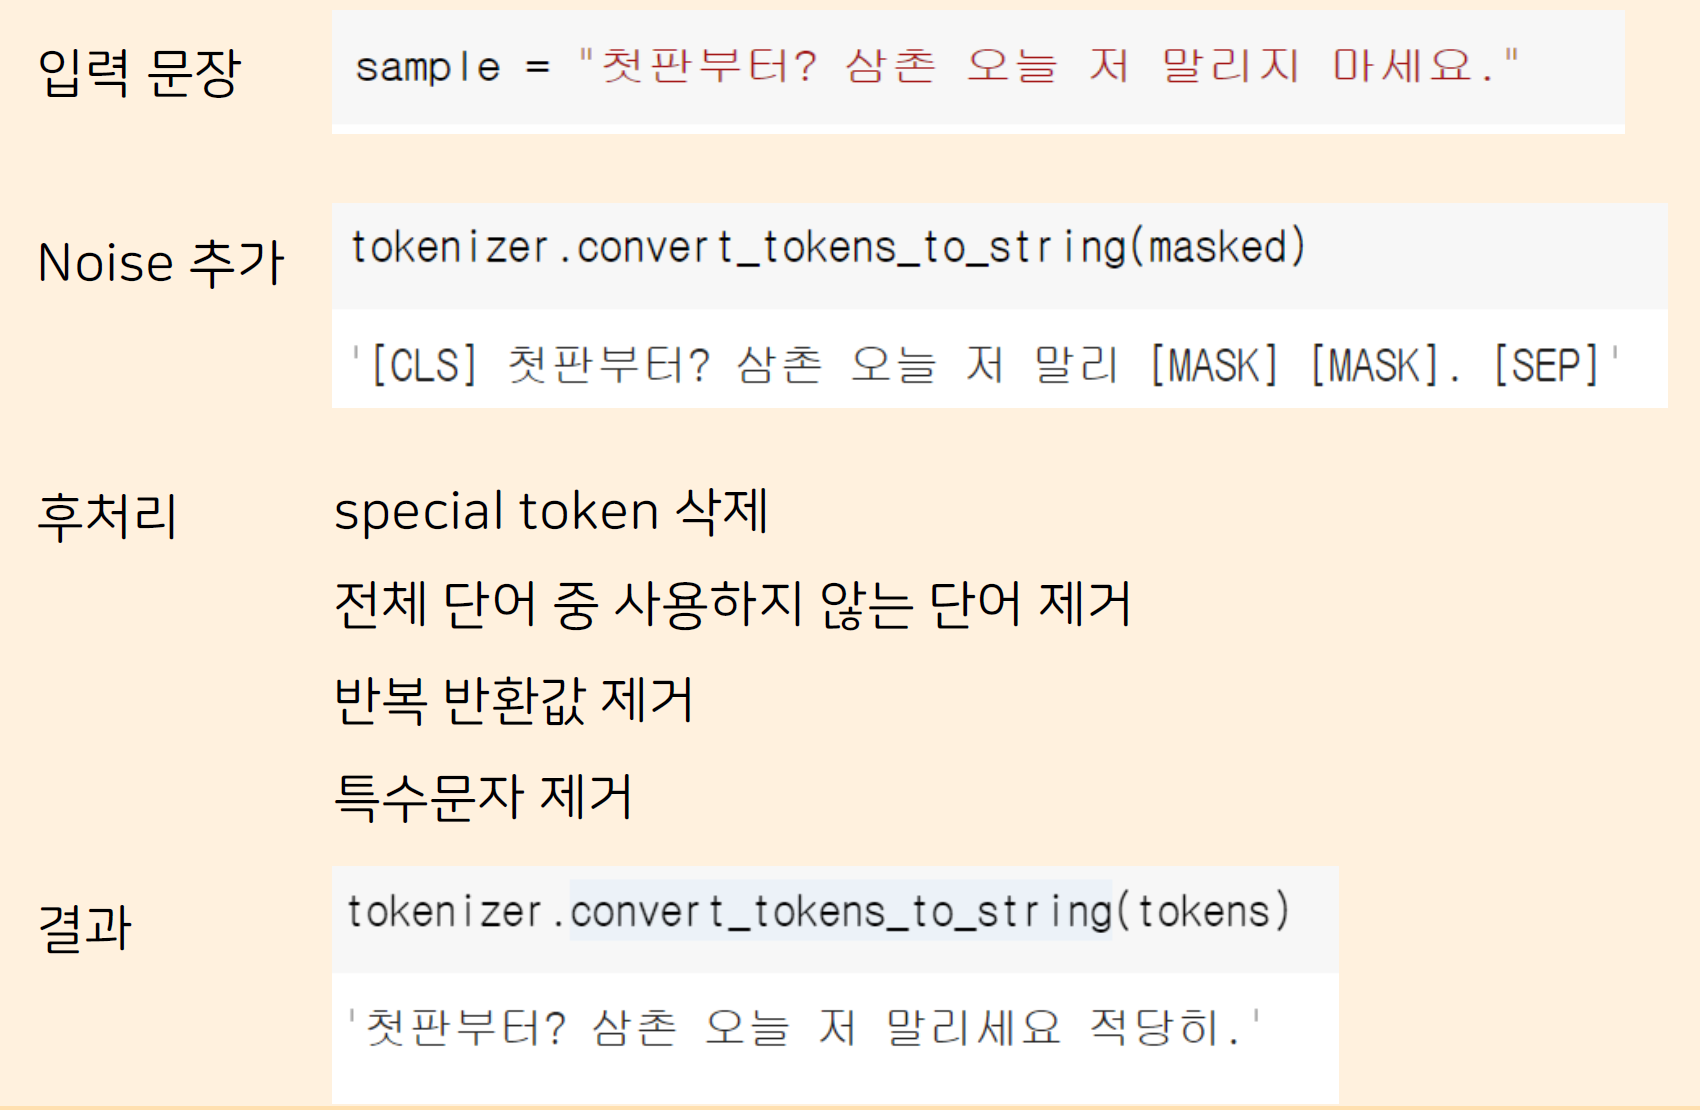 입력 문장
sample = "첫판부터? 삼촌 오늘 저 말리지 마세요."
Noise 추가
tokenizer.convert_tokens_to_string(masked)
'[CLS] 첫판부터? 삼촌 오늘 저 말리 [MASK] [MASK]. [SEP]'
후처리
special token 삭제
전체 단어 중 사용하지 않는 단어 제거
반복 반환값 제거
특수문자 제거
결과
tokenizer.convert_tokens_to_string(tokens)
'첫판부터? 삼촌 오늘 저 말리세요 적당히.'